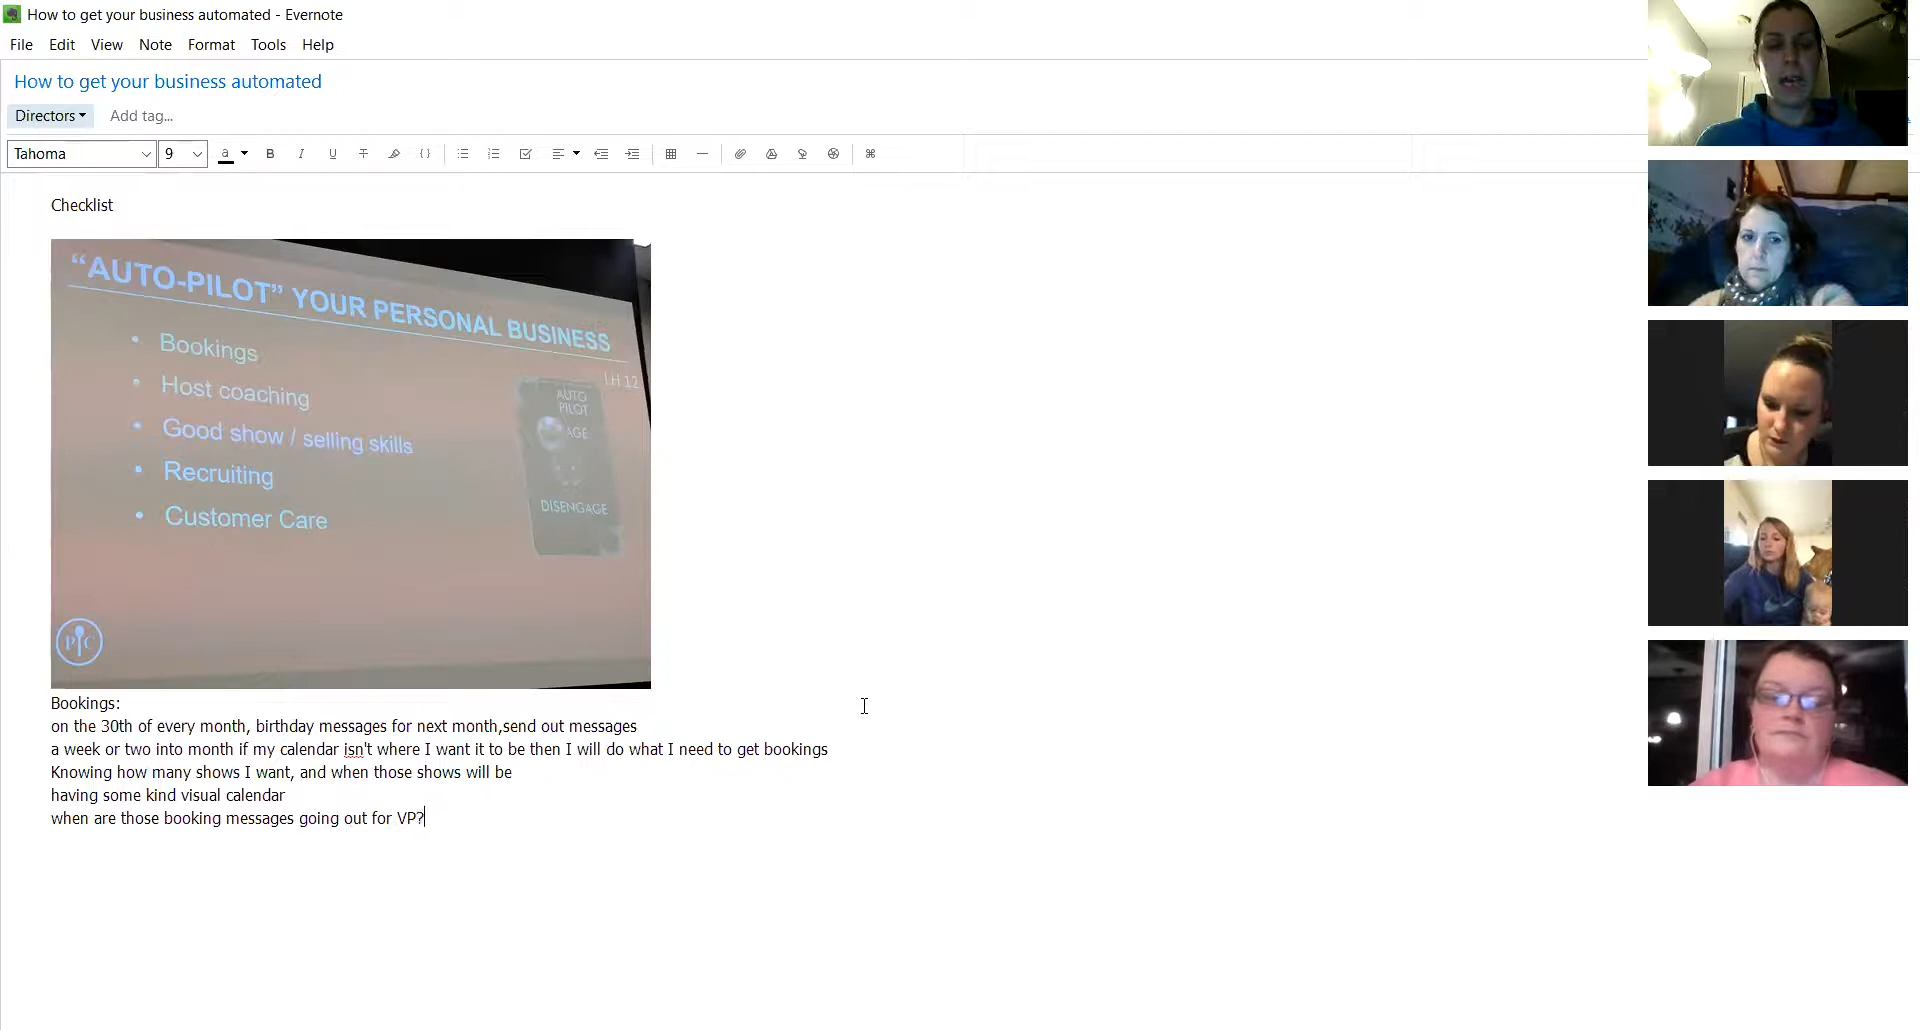 How to get your business automated - Evernote
File Edit View Note Format Tools Help
How to get your business automated
Directors Add tag...
Tahoma 9 a B I U T
Checklist
“AUTO-PILOT” YOUR PERSONAL BUSINESS
• Bookings
• Host coaching
• Good show / selling skills
• Recruiting
• Customer Care
AUTO
PILOT
DISENGAGE
P C
Bookings:
on the 30th of every month, birthday messages for next month,send out messages
a week or two into month if my calendar isn't where I want it to be then I will do what I need to get bookings
Knowing how many shows I want, and when those shows will be
having some kind visual calendar
when are those booking messages going out for VP?